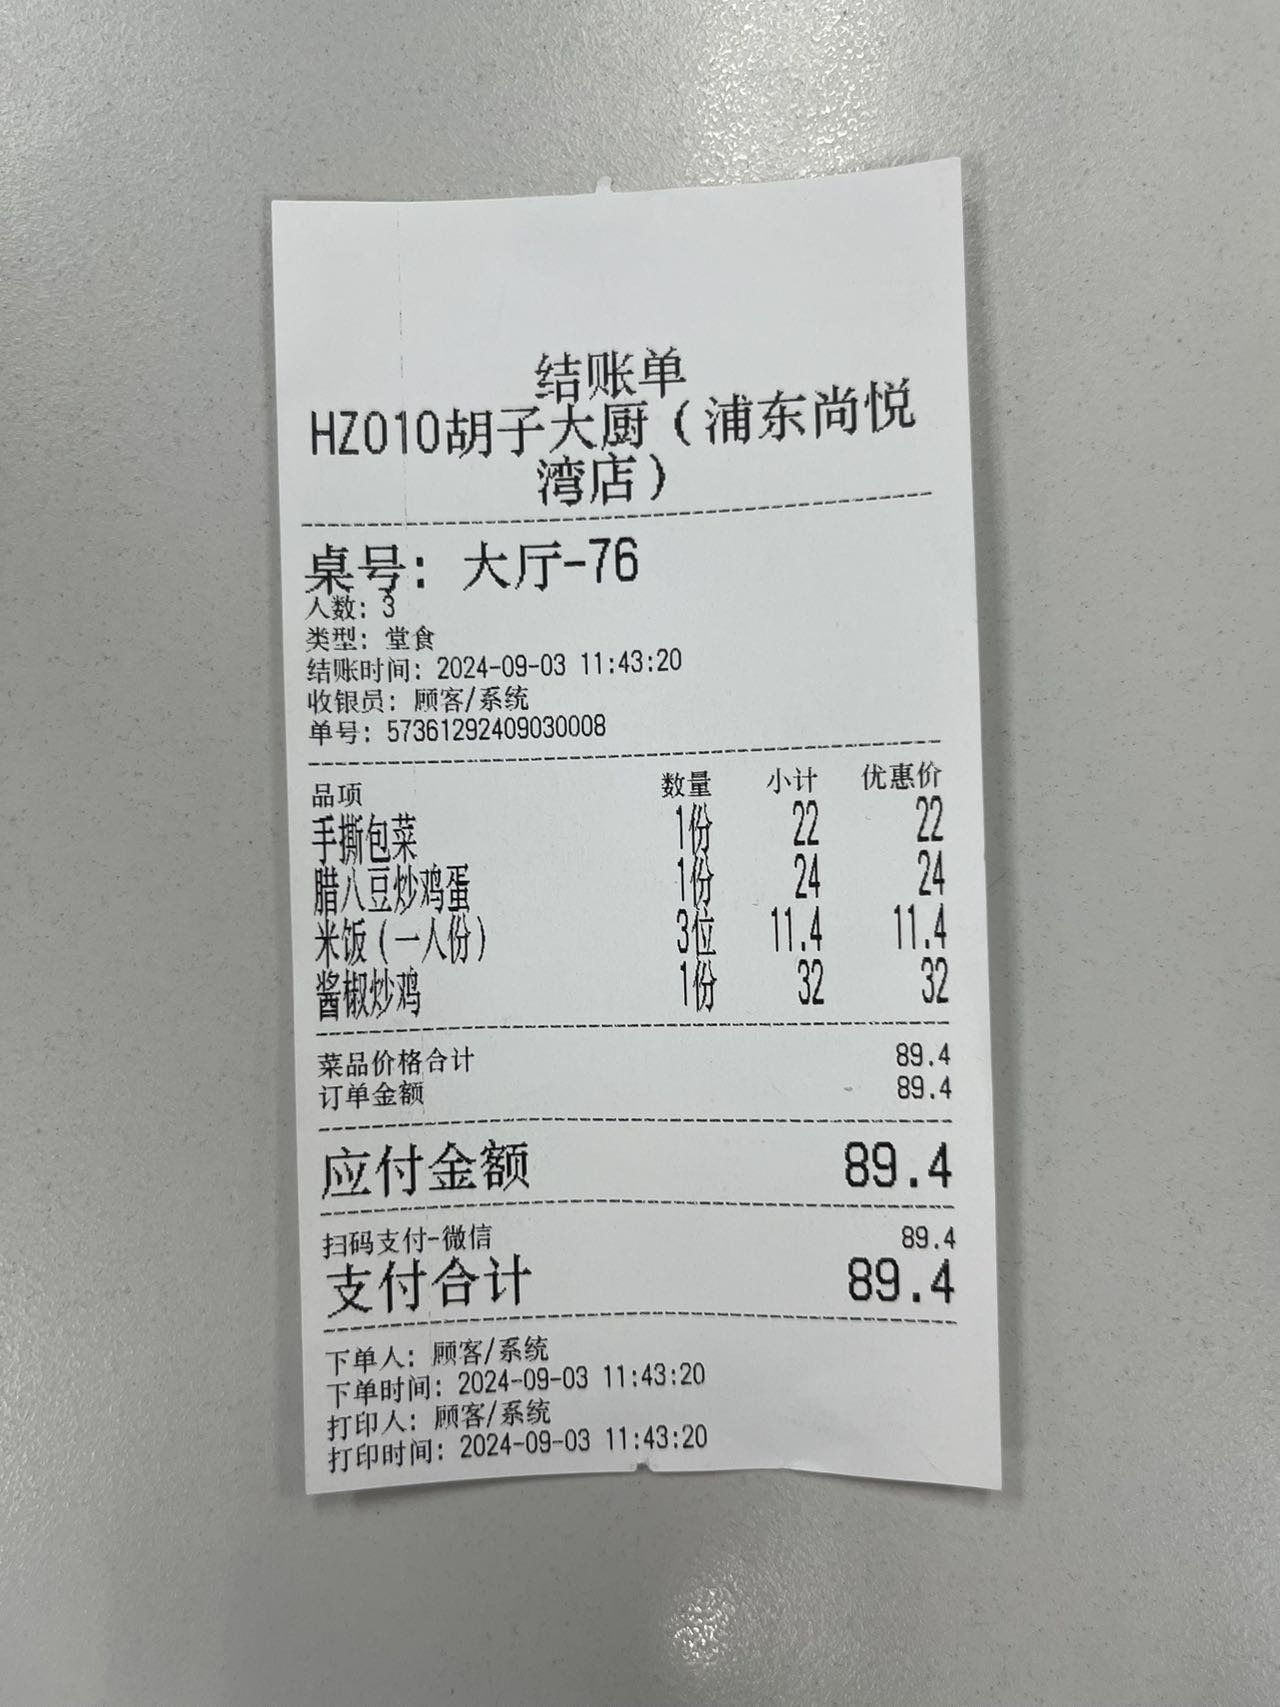 结账单
HZ010胡子大厨（浦东尚悦
湾店）
桌号：大厅-76
人数：3
类型：堂食
结账时间：2024-09-03 11:43:20
收银员：顾客/系统
单号：57361292409030008
品项 数量 小计 优惠价
手撕包菜 1份 22 22
腊八豆炒鸡蛋 1份 24 24
米饭（一人份） 3位 11.4 11.4
酱椒炒鸡 1份 32 32
菜品价格合计 89.4
订单金额 89.4
应付金额 89.4
扫码支付-微信 89.4
支付合计 89.4
下单人：顾客/系统
下单时间：2024-09-03 11:43:20
打印人：顾客/系统
打印时间：2024-09-03 11:43:20